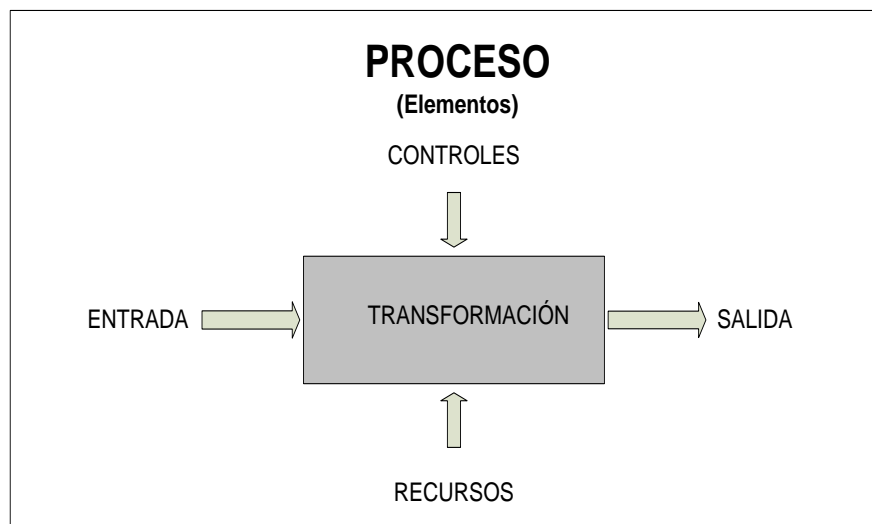 PROCESO
(Elementos)
CONTROLES
ENTRADA
TRANSFORMACIÓN
SALIDA
RECURSOS